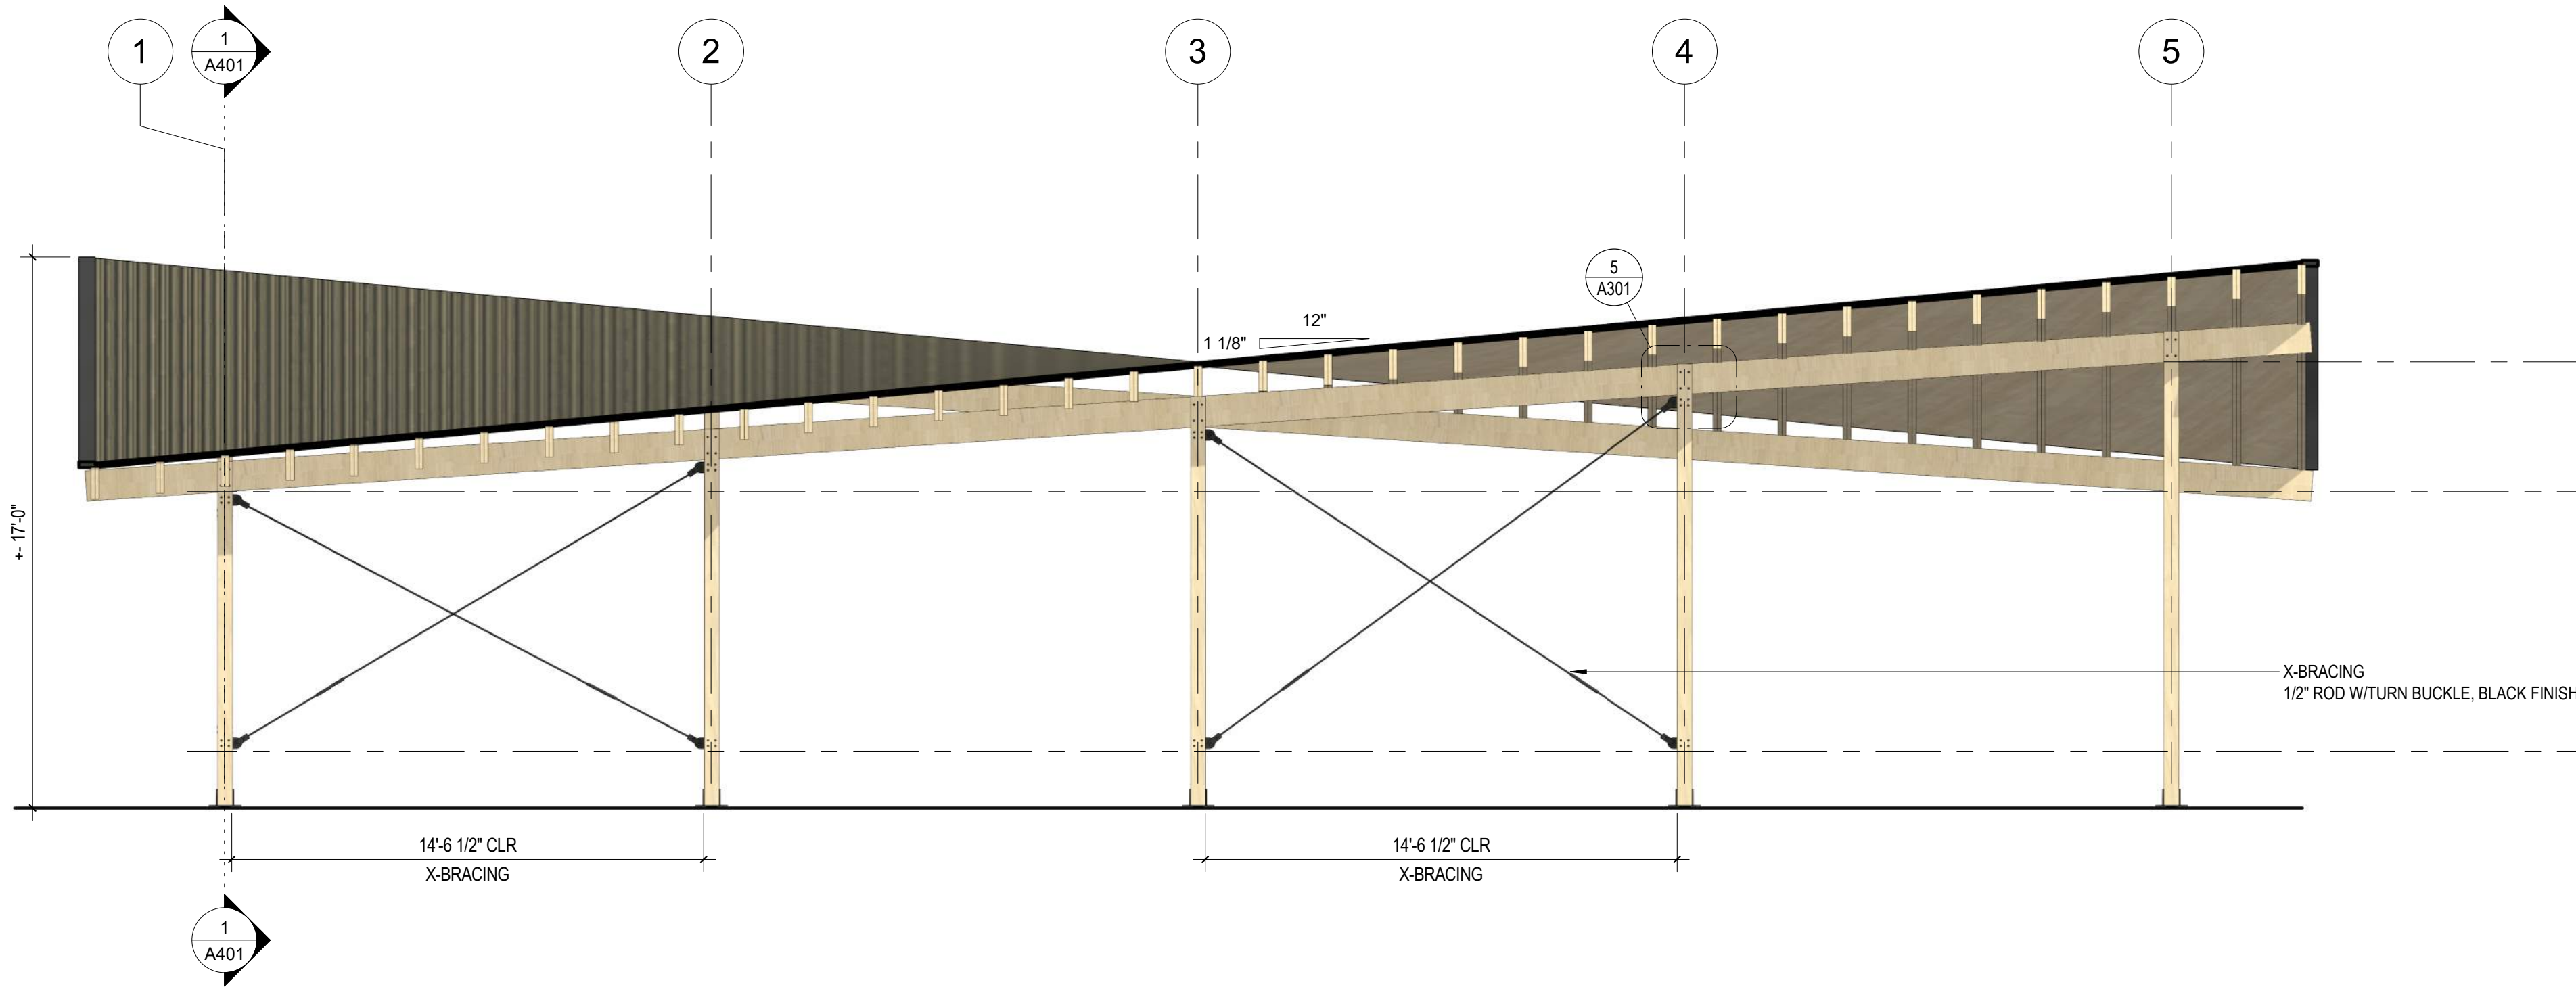 1
1
A401
2
3
4
5
5
A301
12"
1 1/8"
+- 17'-0"
X-BRACING
1/2" ROD W/TURN BUCKLE, BLACK FINISH
14'-6 1/2" CLR
X-BRACING
14'-6 1/2" CLR
X-BRACING
1
A401